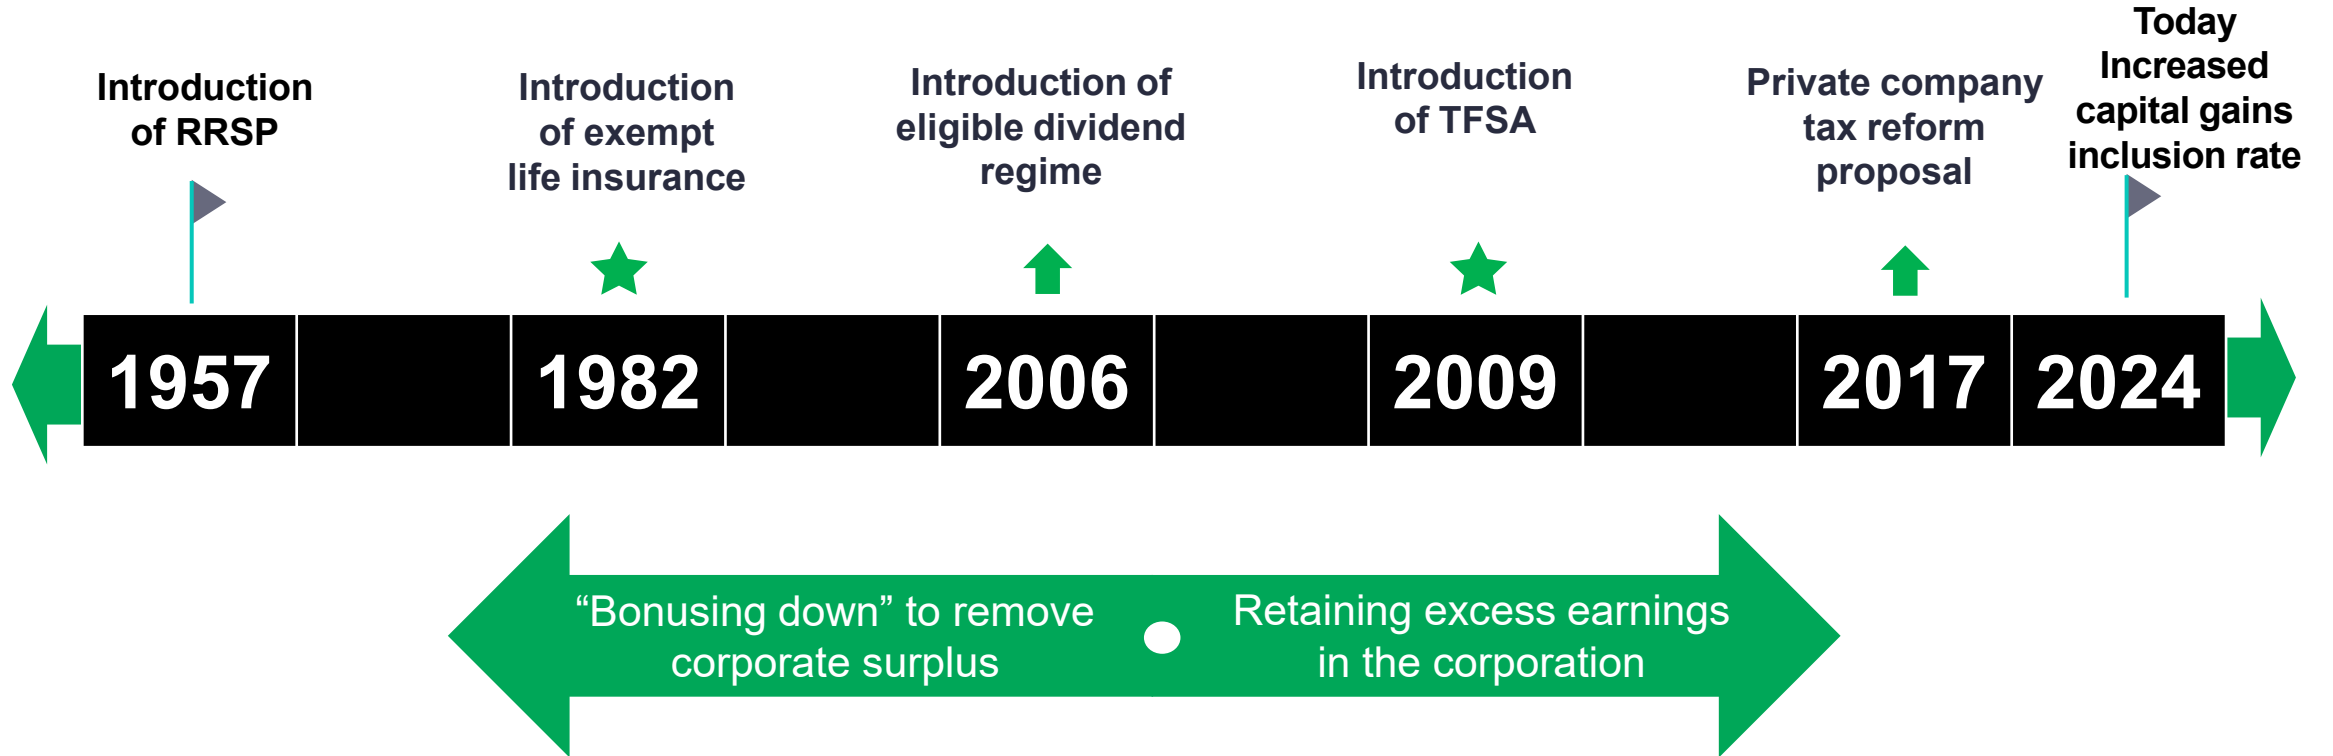 Introduction
of RRSP
Introduction
of exempt
life insurance
Introduction of
eligible dividend
regime
Introduction
of TFSA
Private company
tax reform
proposal
Today
Increased
capital gains
inclusion rate
1957
1982
2006
2009
2017
2024
“Bonusing down” to remove
corporate surplus
Retaining excess earnings
in the corporation